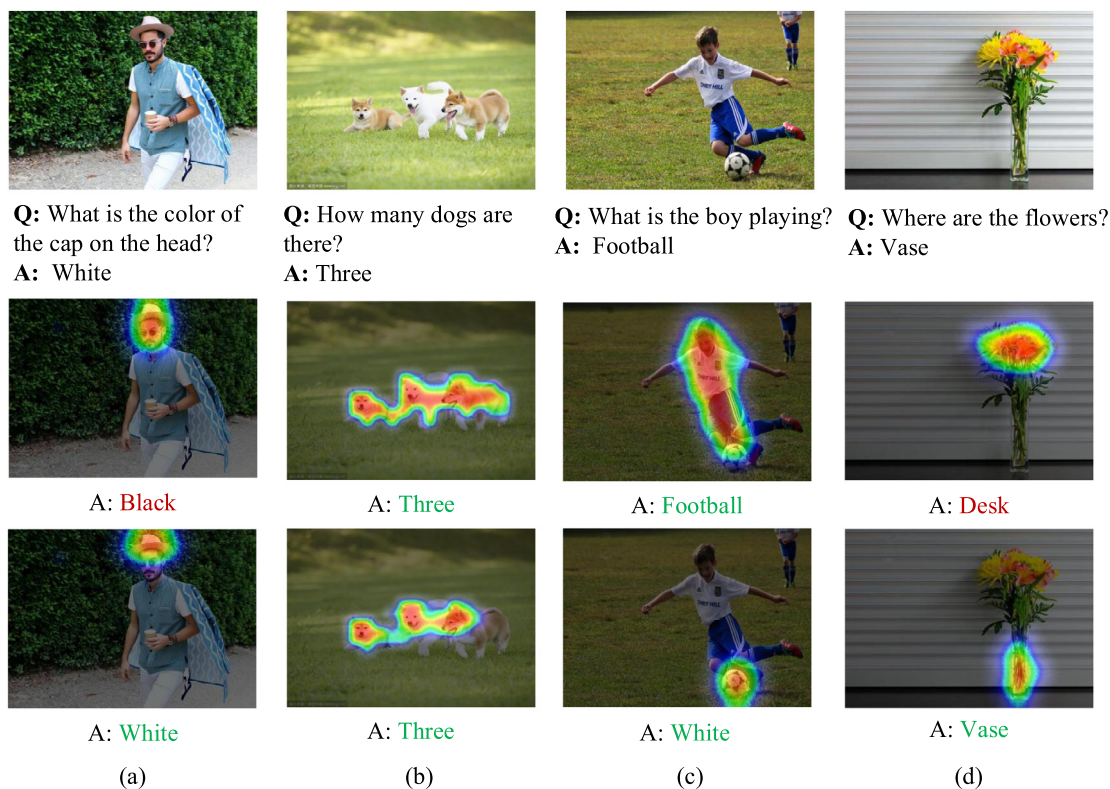 Q: What is the color of
the cap on the head?
A: White
Q: How many dogs are
there?
A: Three
Q: What is the boy playing?
A: Football
Q: Where are the flowers?
A: Vase
A: Black
A: Three
A: Football
A: Desk
A: White
A: Three
A: White
A: Vase
(a)
(b)
(c)
(d)